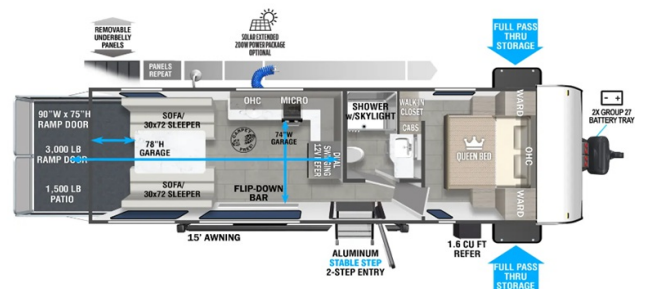 REMOVABLE
UNDERBELLY
PANELS
PANELS
REPEAT
SOLAR EXTENDED
200W POWER PACKAGE
OPTIONAL
FULL PASS
THRU
STORAGE
2X GROUP 27
BATTERY TRAY
90"W x 75"H
RAMP DOOR
3,000 LB
RAMP DOOR
1,500 LB
PATIO
SOFA/
30x72 SLEEPER
78"H
GARAGE
SOFA/
30x72 SLEEPER
OHC
MICRO
CARPET
FREE
74"W
GARAGE
FLIP-DOWN
BAR
DUAL
SWINGING
12V REFER
SHOWER
w/SKYLIGHT
WALK IN
CLOSET
CABS
QUEEN BED
WARD
OHC
WARD
15' AWNING
ALUMINUM
STABLE STEP
2-STEP ENTRY
1.6 CU FT
REFER
FULL PASS
THRU
STORAGE